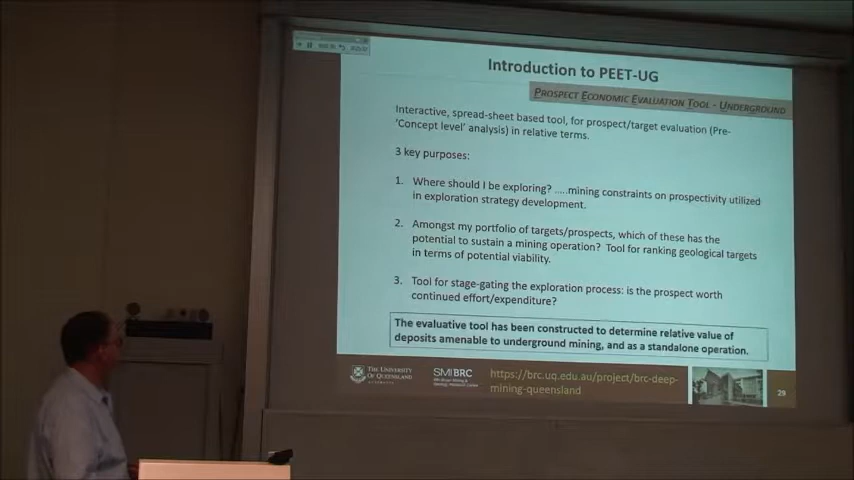 Introduction to PEET-UG
PROSPECT ECONOMIC EVALUATION TOOL - UNDERGROUND
Interactive, spread-sheet based tool, for prospect/target evaluation (Pre-
‘Concept level’ analysis) in relative terms.
3 key purposes:
1. Where should I be exploring? .....mining constraints on prospectivity utilized
in exploration strategy development.
2. Amongst my portfolio of targets/prospects, which of these has the
potential to sustain a mining operation? Tool for ranking geological targets
in terms of potential viability.
3. Tool for stage-gating the exploration process: is the prospect worth
continued effort/expenditure?
The evaluative tool has been constructed to determine relative value of
deposits amenable to underground mining, and as a standalone operation.
THE UNIVERSITY
OF QUEENSLAND
SMI BRC
https://brc.uq.edu.au/project/brc-deep-
mining-queensland
29